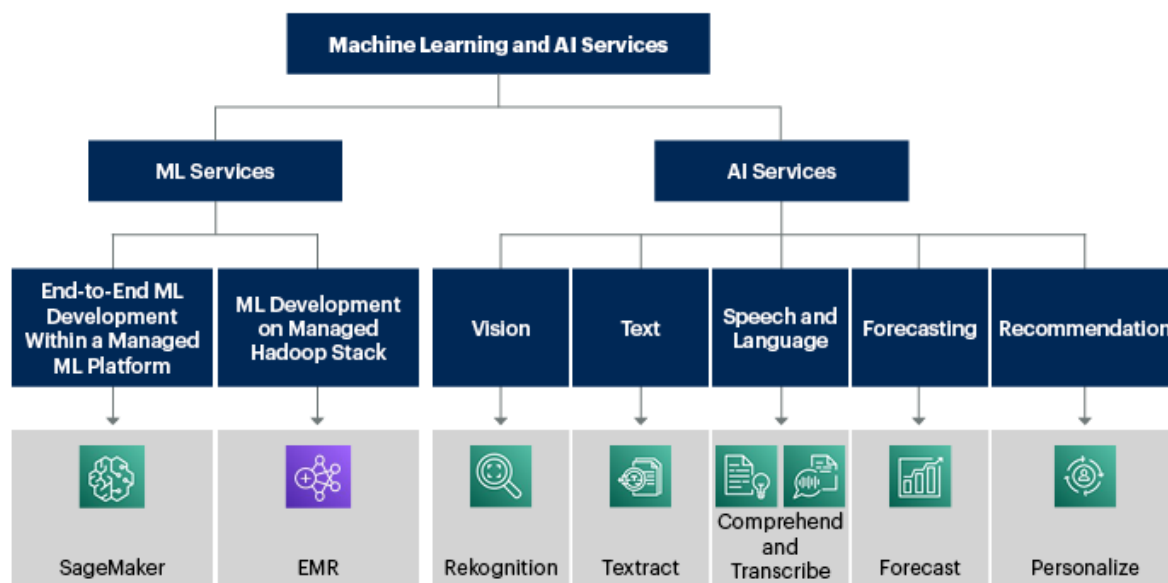 Machine Learning and AI Services
ML Services
AI Services
End-to-End ML
Development
Within a Managed
ML Platform
ML Development
on Managed
Hadoop Stack
Vision
Text
Speech and
Language
Forecasting
Recommendation
SageMaker
EMR
Rekognition
Textract
Comprehend
and
Transcribe
Forecast
Personalize